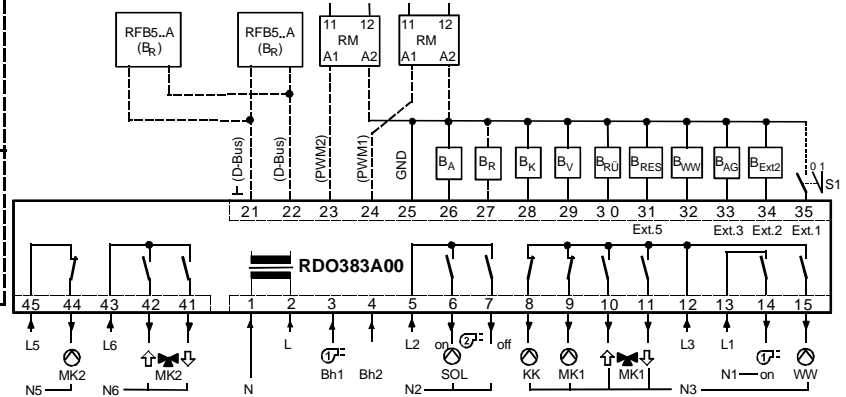 RFB5..A
(BR)
RFB5..A
(BR)
11 12
RM
A1 A2
11 12
RM
A1 A2
(D-Bus)
(D-Bus)
(PWM2)
(PWM1)
GND
BA
BR
BK
BV
BRÜ
BRES
BWW
BAG
BExt2
0 1
S1
21 22 23 24 25 26 27 28 29 3 0 31 32 33 34 35
Ext.5 Ext.3 Ext.2 Ext.1
RDO383A00
45 44 43 42 41 1 2 3 4 5 6 7 8 9 10 11 12 13 14 15
L5 L6 L L2 on 2 off L3 L1
1 1
MK2 MK2 Bh1 Bh2 SOL KK MK1 MK1 N1 on WW
N5 N6 N N2 N3